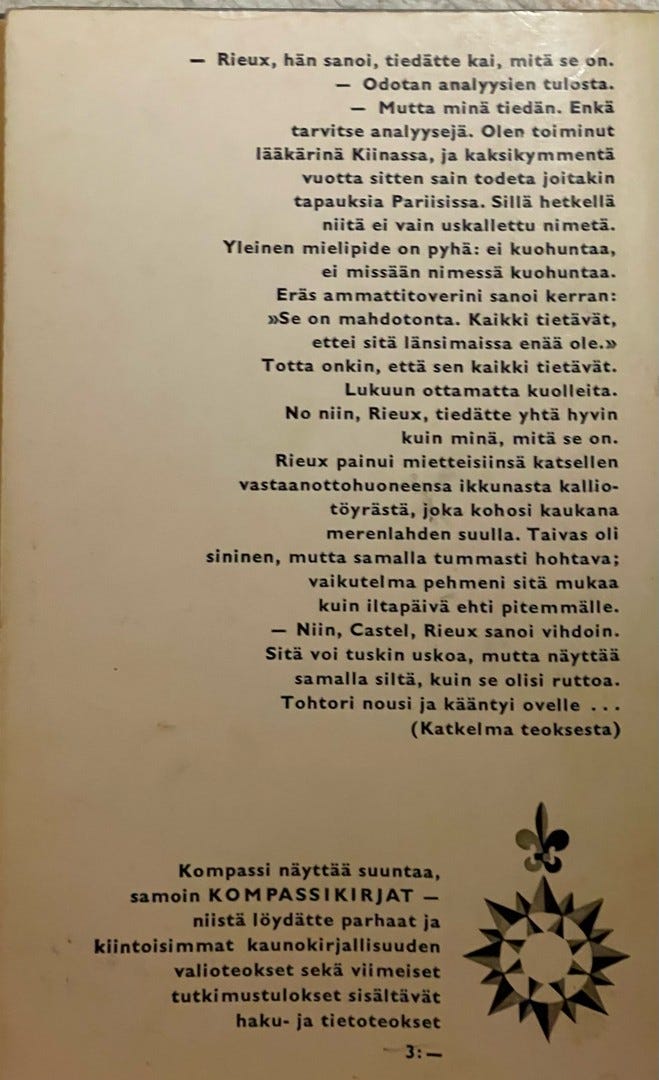 — Rieux, hän sanoi, tiedätte kai, mitä se on.
— Odotan analyysien tulosta.
— Mutta minä tiedän. Enkä
tarvitse analyysejä. Olen toiminut
lääkärinä Kiinassa, ja kaksikymmentä
vuotta sitten sain todeta joitakin
tapauksia Pariisissa. Sillä hetkellä
niitä ei vain uskallettu nimetä.
Yleinen mielipide on pyhä: ei kuohuntaa,
ei missään nimessä kuohuntaa.
Eräs ammattitoverini sanoi kerran:
»Se on mahdotonta. Kaikki tietävät,
ettei sitä länsimaissa enää ole.»
Totta onkin, että sen kaikki tietävät.
Lukuun ottamatta kuolleita.
No niin, Rieux, tiedätte yhtä hyvin
kuin minä, mitä se on.
Rieux painui mietteisiinsä katsellen
vastaanottohuoneensa ikkunasta kallio-
töyrästä, joka kohosi kaukana
merenlahden suulla. Taivas oli
sininen, mutta samalla tummasti hohtava;
vaikutelma pehmeni sitä mukaa
kuin iltapäivä ehti pitemmälle.
— Niin, Castel, Rieux sanoi vihdoin.
Sitä voi tuskin uskoa, mutta näyttää
samalla siltä, kuin se olisi ruttoa.
Tohtori nousi ja kääntyi ovelle ...
(Katkelma teoksesta)
Kompassi näyttää suuntaa,
samoin KOMPASSIKIRJAT —
niistä löydätte parhaat ja
kiintoisimmat kaunokirjallisuuden
valioteokset sekä viimeiset
tutkimustulokset sisältävät
haku- ja tietoteokset
3:—